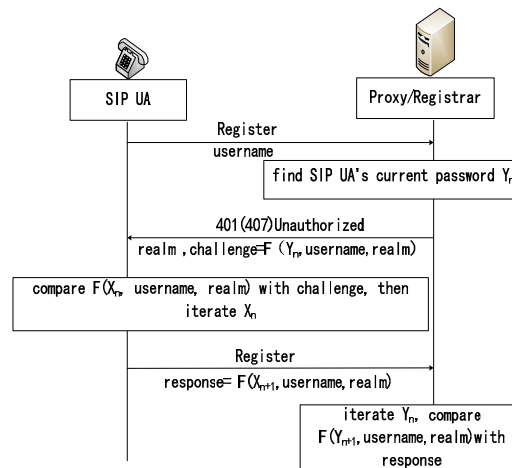 SIP UA
Proxy/Registrar
Register
username
find SIP UA's current password Yn
401(407)Unauthorized
realm ,challenge=F (Yn,username,realm)
compare F(Xn, username, realm) with challenge, then
iterate Xn
Register
response= F(Xn+1,username,realm)
iterate Yn, compare
F(Yn+1,username,realm)with
response